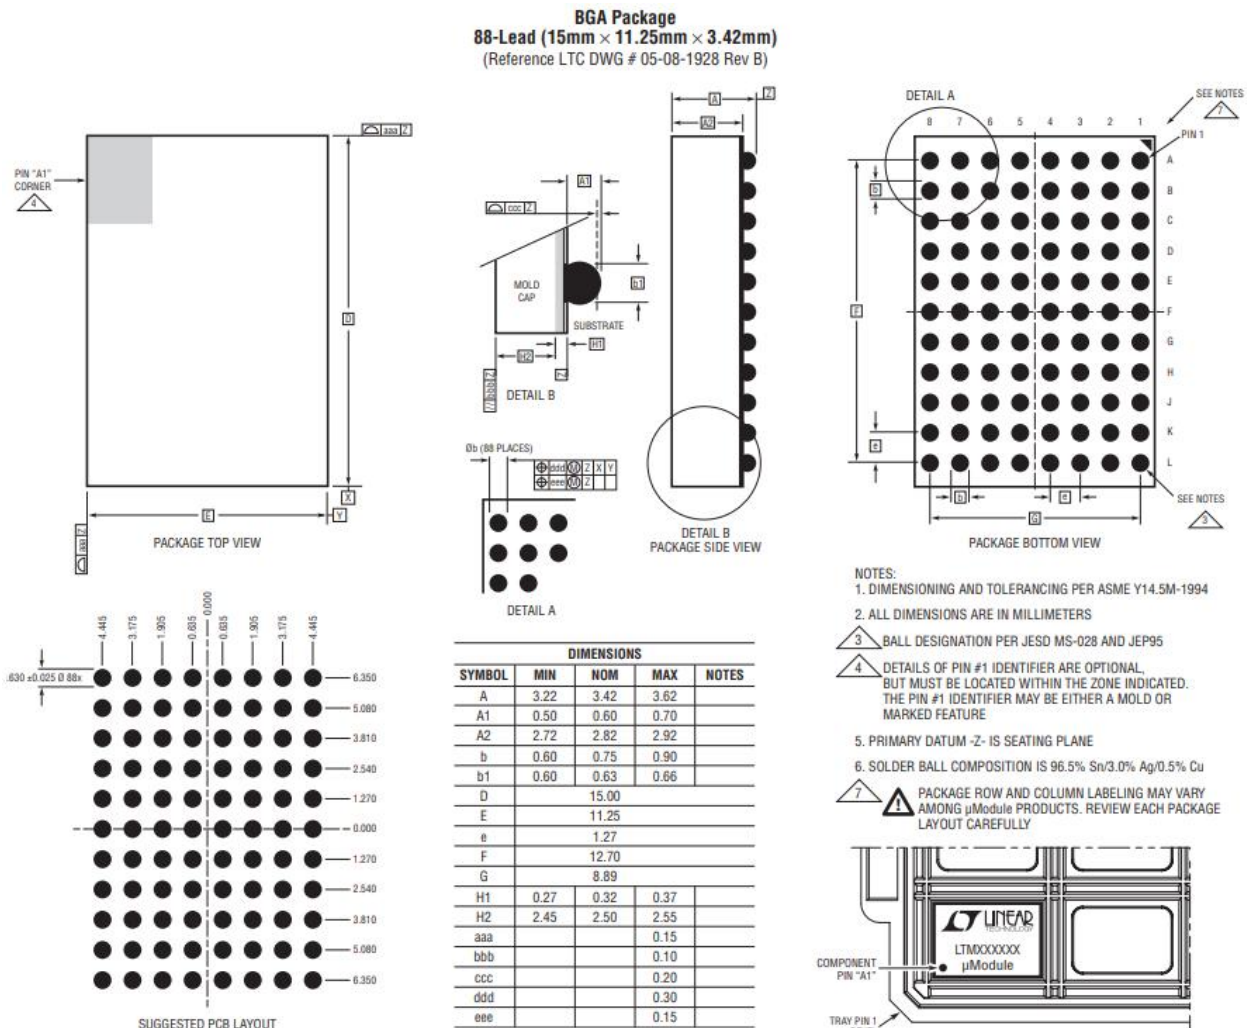 BGA Package
88-Lead (15mm × 11.25mm × 3.42mm)
(Reference LTC DWG # 05-08-1928 Rev B)
aaa Z
PIN "A1"
CORNER
4
D
X
E
Y
aaa Z
PACKAGE TOP VIEW
A
Z
A2
A1
ccc Z
MOLD
CAP
b1
SUBSTRATE
H1
H2
Z
// bbb Z
DETAIL B
Øb (88 PLACES)
ddd M Z X Y
eee M Z
DETAIL A
DETAIL B
PACKAGE SIDE VIEW
DETAIL A
SEE NOTES
7
8 7 6 5 4 3 2 1
PIN 1
A
b
B
C
D
E
F
F
G
H
J
K
e
L
b
e
SEE NOTES
3
G
PACKAGE BOTTOM VIEW
4.445
3.175
1.905
0.635
0.000
0.635
1.905
3.175
4.445
.630 ±0.025 Ø 88x
6.350
5.080
3.810
2.540
1.270
0.000
1.270
2.540
3.810
5.080
6.350
SUGGESTED PCB LAYOUT
DIMENSIONS
SYMBOL MIN NOM MAX NOTES
A 3.22 3.42 3.62
A1 0.50 0.60 0.70
A2 2.72 2.82 2.92
b 0.60 0.75 0.90
b1 0.60 0.63 0.66
D 15.00
E 11.25
e 1.27
F 12.70
G 8.89
H1 0.27 0.32 0.37
H2 2.45 2.50 2.55
aaa 0.15
bbb 0.10
ccc 0.20
ddd 0.30
eee 0.15
NOTES:
1. DIMENSIONING AND TOLERANCING PER ASME Y14.5M-1994
2. ALL DIMENSIONS ARE IN MILLIMETERS
3 BALL DESIGNATION PER JESD MS-028 AND JEP95
4 DETAILS OF PIN #1 IDENTIFIER ARE OPTIONAL,
BUT MUST BE LOCATED WITHIN THE ZONE INDICATED.
THE PIN #1 IDENTIFIER MAY BE EITHER A MOLD OR
MARKED FEATURE
5. PRIMARY DATUM -Z- IS SEATING PLANE
6. SOLDER BALL COMPOSITION IS 96.5% Sn/3.0% Ag/0.5% Cu
7 ! PACKAGE ROW AND COLUMN LABELING MAY VARY
AMONG µModule PRODUCTS. REVIEW EACH PACKAGE
LAYOUT CAREFULLY
LT LINEAR
TECHNOLOGY
LTMXXXXXX
µModule
COMPONENT
PIN "A1"
TRAY PIN 1